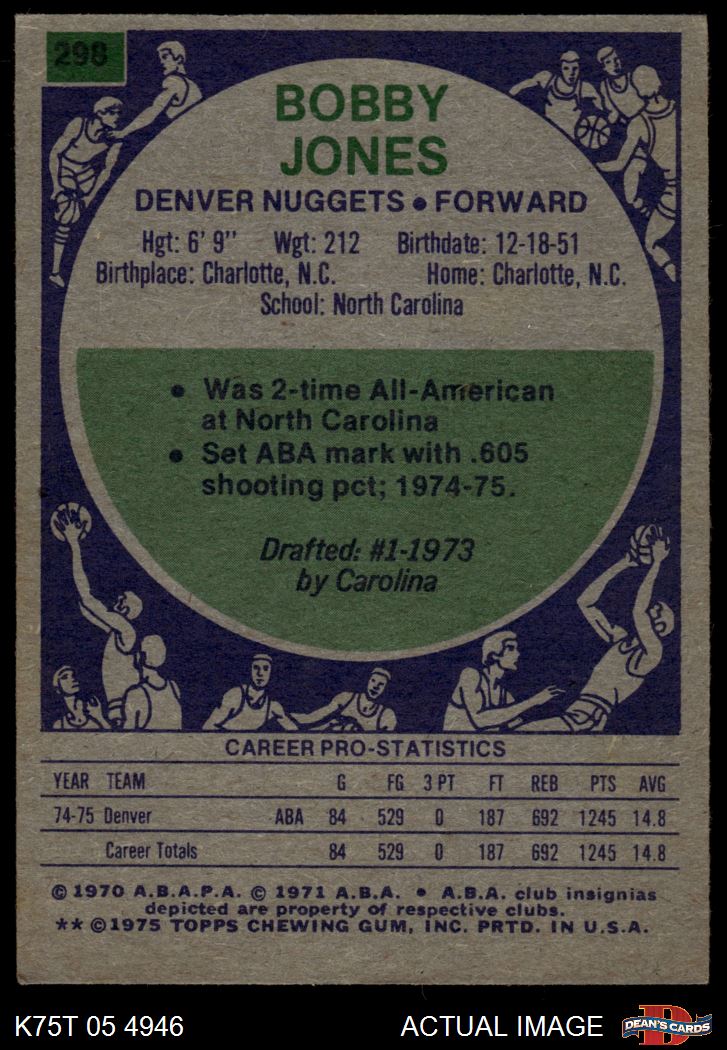 298
BOBBY
JONES
DENVER NUGGETS • FORWARD
Hgt: 6' 9" Wgt: 212 Birthdate: 12-18-51
Birthplace: Charlotte, N.C. Home: Charlotte, N.C.
School: North Carolina
• Was 2-time All-American
at North Carolina
• Set ABA mark with .605
shooting pct; 1974-75.
Drafted: #1-1973
by Carolina
CAREER PRO-STATISTICS
YEAR TEAM G FG 3 PT FT REB PTS AVG
74-75 Denver ABA 84 529 0 187 692 1245 14.8
Career Totals 84 529 0 187 692 1245 14.8
© 1970 A.B.A.P.A. © 1971 A.B.A. • A.B.A. club insignias
depicted are property of respective clubs.
** ©1975 TOPPS CHEWING GUM, INC. PRTD. IN U.S.A.
K75T 05 4946 ACTUAL IMAGE D DEAN'S CARDS